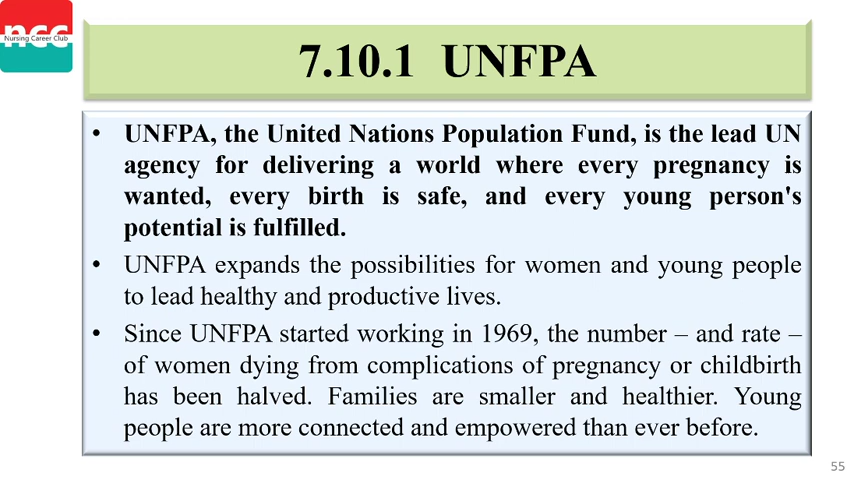 ncc
Nursing Career Club
7.10.1 UNFPA
• UNFPA, the United Nations Population Fund, is the lead UN
agency for delivering a world where every pregnancy is
wanted, every birth is safe, and every young person's
potential is fulfilled.
• UNFPA expands the possibilities for women and young people
to lead healthy and productive lives.
• Since UNFPA started working in 1969, the number – and rate –
of women dying from complications of pregnancy or childbirth
has been halved. Families are smaller and healthier. Young
people are more connected and empowered than ever before.
55